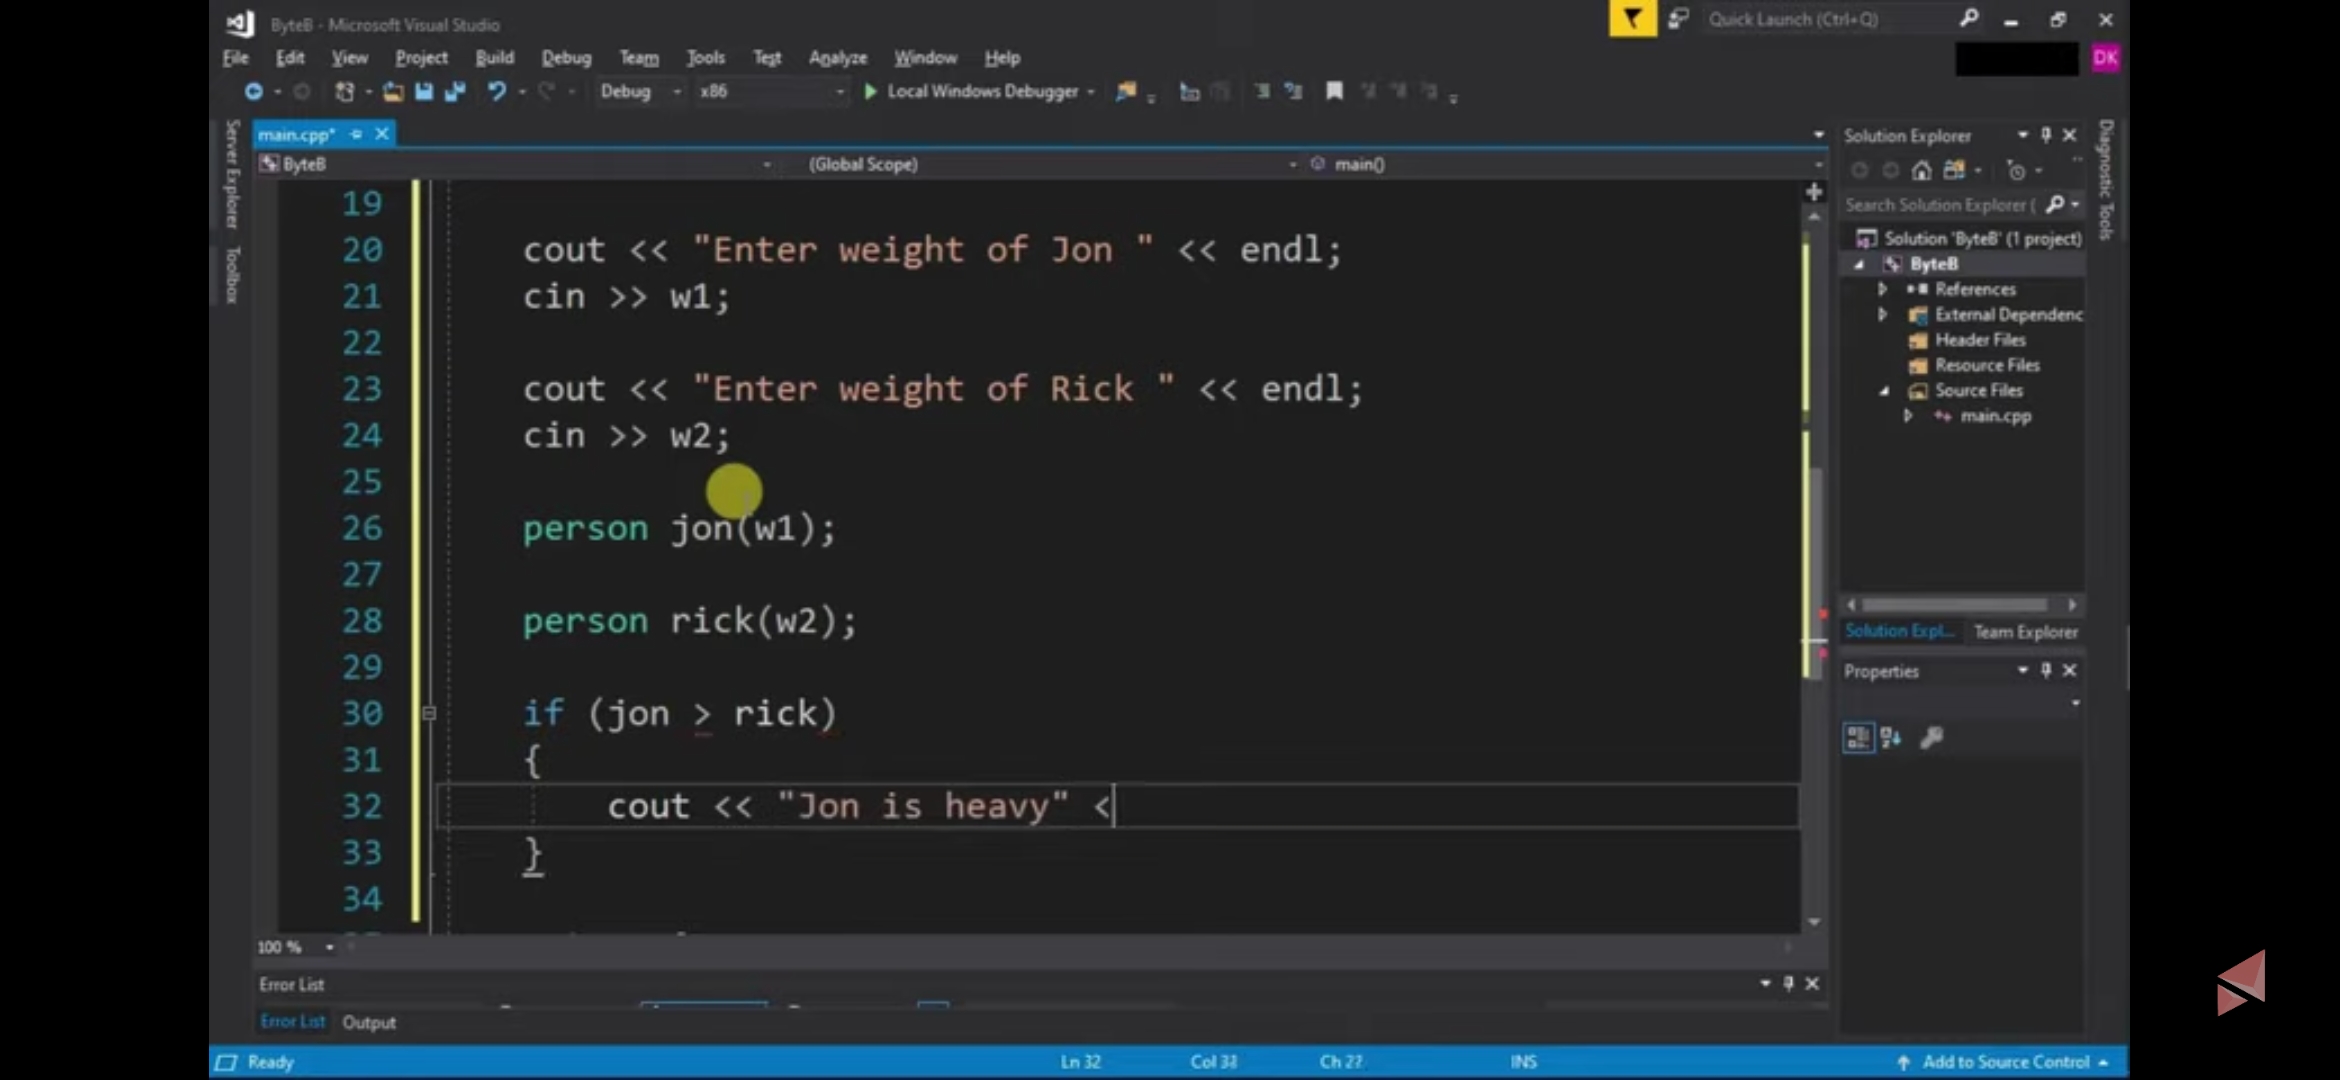 ByteB - Microsoft Visual Studio
Quick Launch (Ctrl+Q)
File Edit View Project Build Debug Team Tools Test Analyze Window Help
DK
Debug x86 Local Windows Debugger
Server Explorer
Toolbox
main.cpp*
ByteB (Global Scope) main()
19
20 cout << "Enter weight of Jon " << endl;
21 cin >> w1;
22
23 cout << "Enter weight of Rick " << endl;
24 cin >> w2;
25
26 person jon(w1);
27
28 person rick(w2);
29
30 if (jon > rick)
31 {
32 cout << "Jon is heavy" <
33 }
34
100 %
Error List
Error List Output
Solution Explorer
Search Solution Explorer (
Solution 'ByteB' (1 project)
ByteB
References
External Dependenc
Header Files
Resource Files
Source Files
main.cpp
Solution Expl... Team Explorer
Properties
Diagnostic Tools
Ready Ln 32 INS Add to Source Control